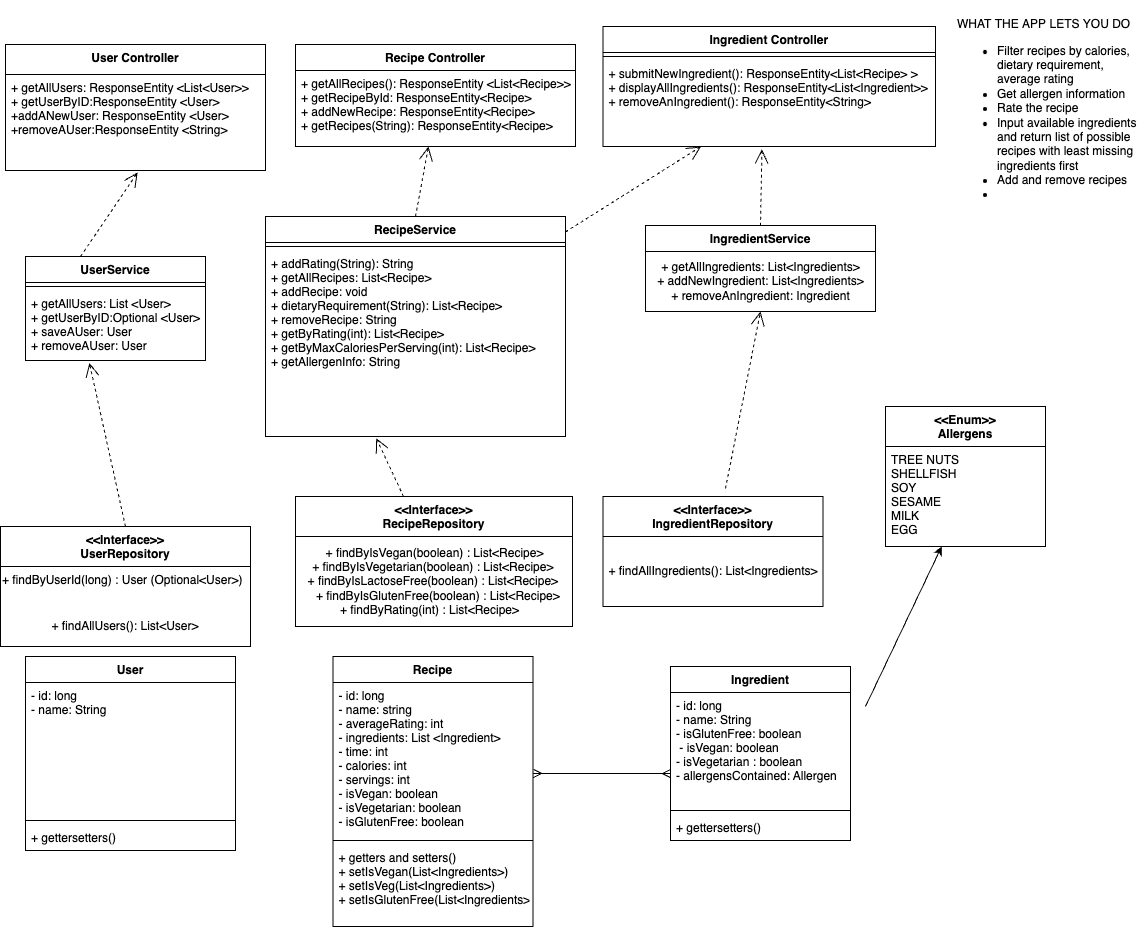 WHAT THE APP LETS YOU DO
Filter recipes by calories,
dietary requirement,
average rating
Get allergen information
Rate the recipe
Input available ingredients
and return list of possible
recipes with least missing
ingredients first
Add and remove recipes
User Controller
+ getAllUsers: ResponseEntity <List<User>>
+ getUserByID:ResponseEntity <User>
+addANewUser: ResponseEntity <User>
+removeAUser:ResponseEntity <String>
Recipe Controller
+ getAllRecipes(): ResponseEntity <List<Recipe>>
+ getRecipeById: ResponseEntity<Recipe>
+ addNewRecipe: ResponseEntity<Recipe>
+ getRecipes(String): ResponseEntity<Recipe>
Ingredient Controller
+ submitNewIngredient(): ResponseEntity<List<Recipe> >
+ displayAllIngredients(): ResponseEntity<List<Ingredient>>
+ removeAnIngredient(): ResponseEntity<String>
UserService
+ getAllUsers: List <User>
+ getUserByID:Optional <User>
+ saveAUser: User
+ removeAUser: User
RecipeService
+ addRating(String): String
+ getAllRecipes: List<Recipe>
+ addRecipe: void
+ dietaryRequirement(String): List<Recipe>
+ removeRecipe: String
+ getByRating(int): List<Recipe>
+ getByMaxCaloriesPerServing(int): List<Recipe>
+ getAllergenInfo: String
IngredientService
+ getAllIngredients: List<Ingredients>
+ addNewIngredient: List<Ingredients>
+ removeAnIngredient: Ingredient
<<Enum>>
Allergens
TREE NUTS
SHELLFISH
SOY
SESAME
MILK
EGG
<<Interface>>
UserRepository
+ findByUserId(long) : User (Optional<User>)
+ findAllUsers(): List<User>
<<Interface>>
RecipeRepository
+ findByIsVegan(boolean) : List<Recipe>
+ findByIsVegetarian(boolean) : List<Recipe>
+ findByIsLactoseFree(boolean) : List<Recipe>
+ findByIsGlutenFree(boolean) : List<Recipe>
+ findByRating(int) : List<Recipe>
<<Interface>>
IngredientRepository
+ findAllIngredients(): List<Ingredients>
User
- id: long
- name: String
+ gettersetters()
Recipe
- id: long
- name: string
- averageRating: int
- ingredients: List <Ingredient>
- time: int
- calories: int
- servings: int
- isVegan: boolean
- isVegetarian: boolean
- isGlutenFree: boolean
+ getters and setters()
+ setIsVegan(List<Ingredients>)
+ setIsVeg(List<Ingredients>)
+ setIsGlutenFree(List<Ingredients>
Ingredient
- id: long
- name: String
- isGlutenFree: boolean
- isVegan: boolean
- isVegetarian : boolean
- allergensContained: Allergen
+ gettersetters()